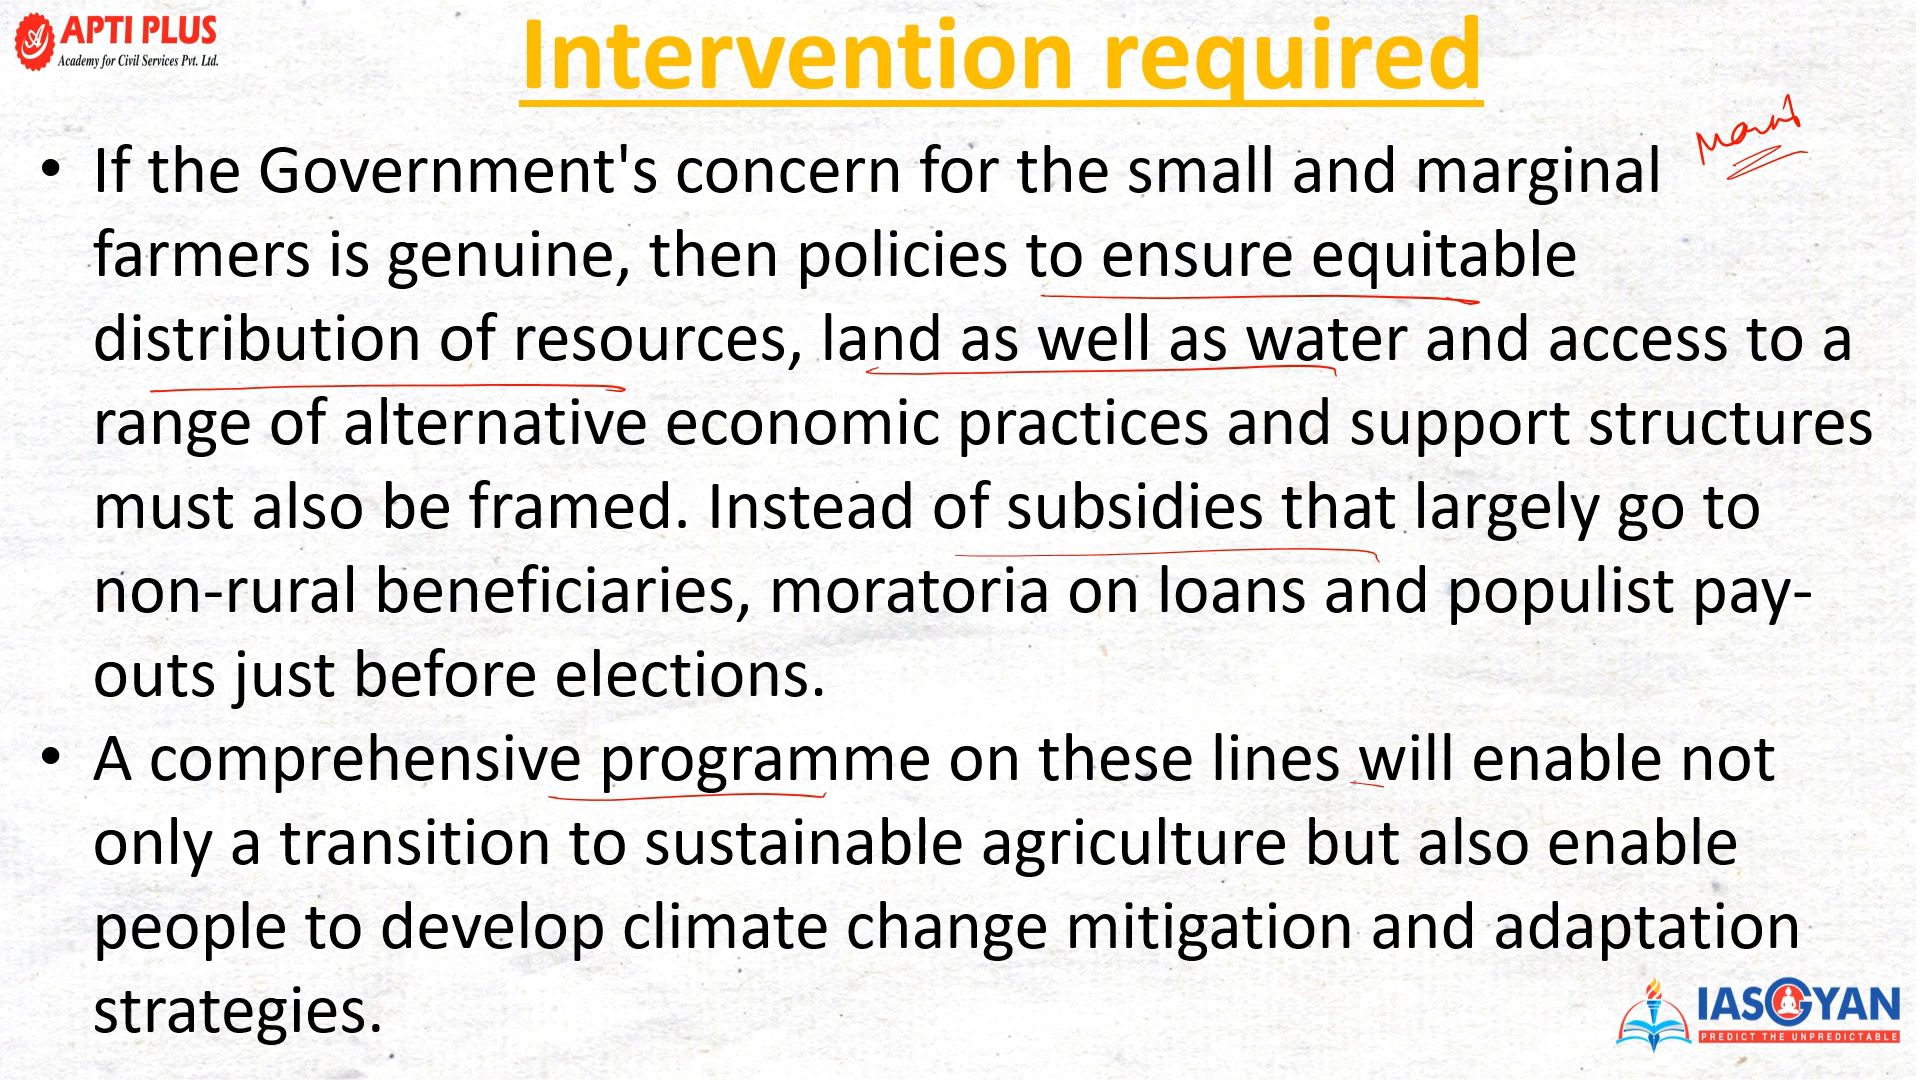 APTI PLUS
Academy for Civil Services Pvt. Ltd.
Intervention required
• If the Government's concern for the small and marginal
farmers is genuine, then policies to ensure equitable
distribution of resources, land as well as water and access to a
range of alternative economic practices and support structures
must also be framed. Instead of subsidies that largely go to
non-rural beneficiaries, moratoria on loans and populist pay-
outs just before elections.
• A comprehensive programme on these lines will enable not
only a transition to sustainable agriculture but also enable
people to develop climate change mitigation and adaptation
strategies.
IASGYAN
PREDICT THE UNPREDICTABLE